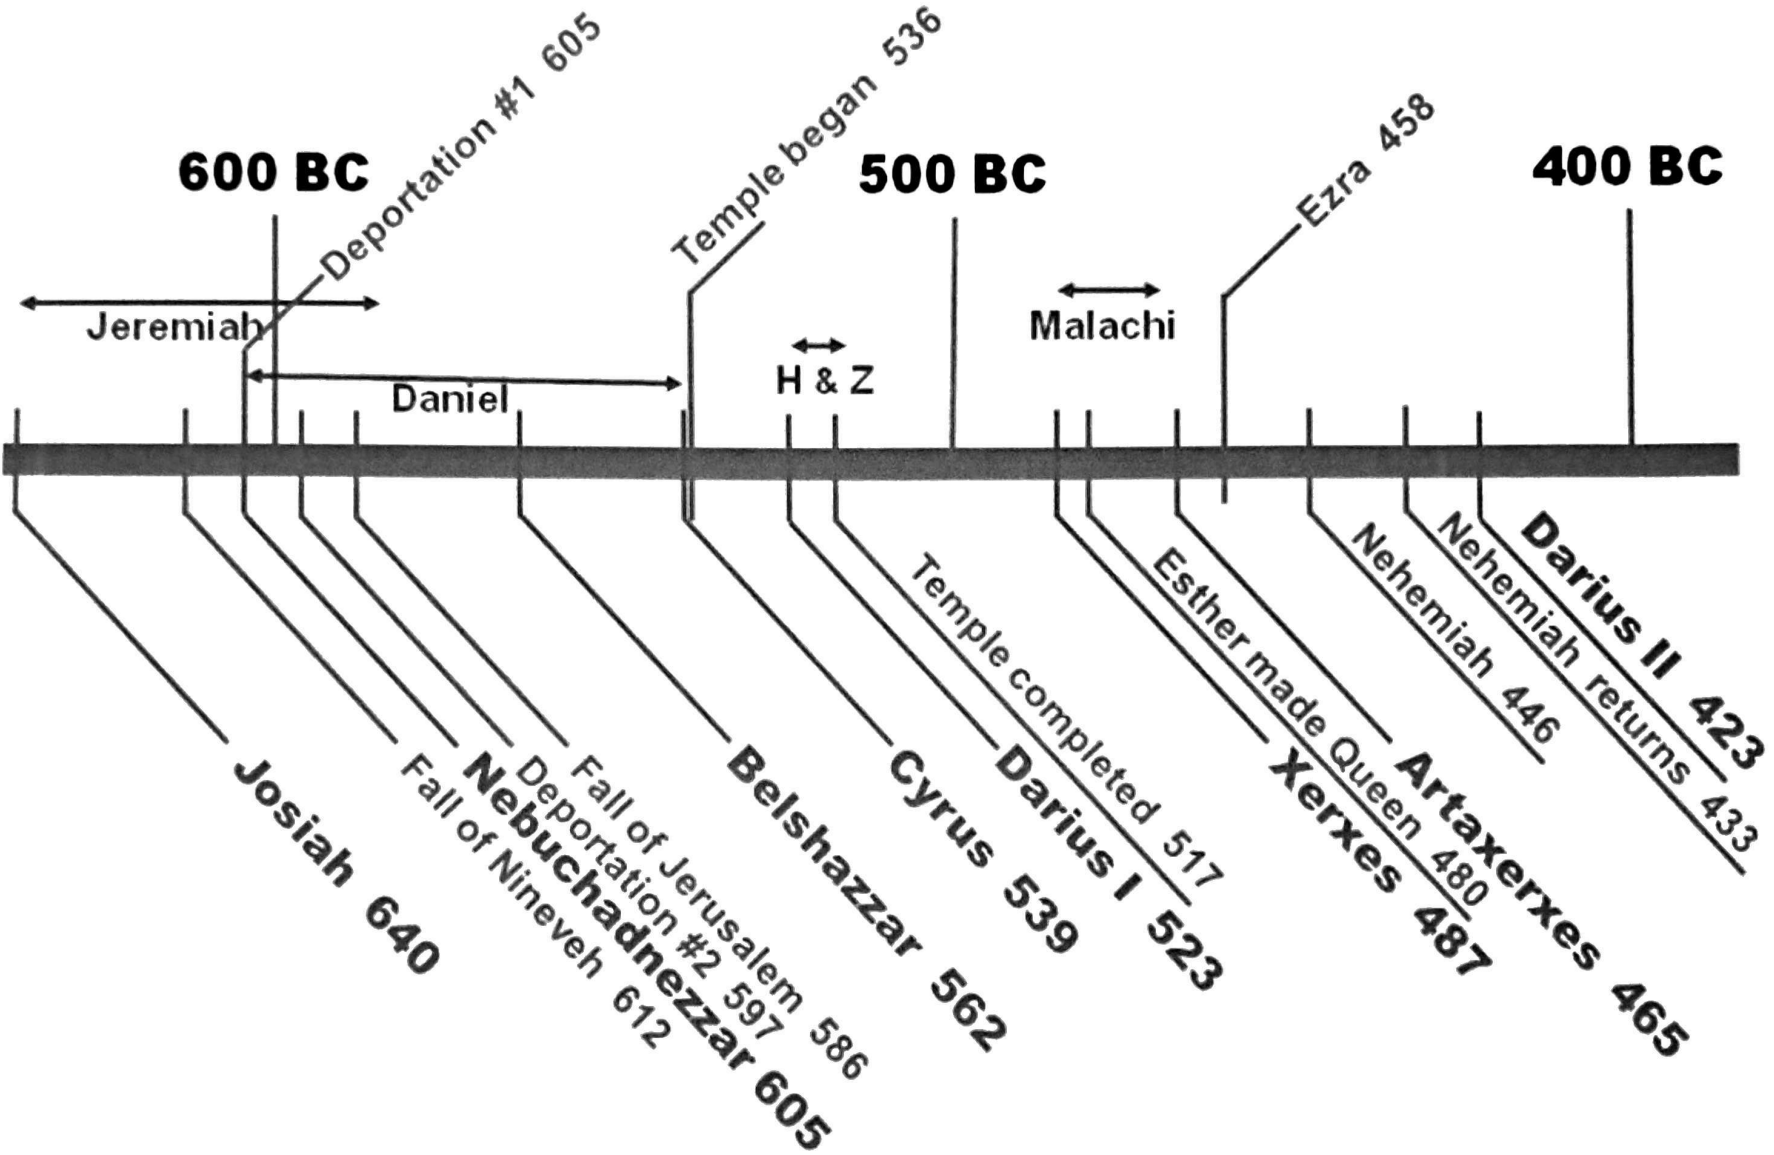 Deportation #1 605
Temple began 536
Ezra 458
600 BC
500 BC
400 BC
Jeremiah
Daniel
H & Z
Malachi
Josiah 640
Fall of Nineveh 612
Nebuchadnezzar 605
Deportation #2 597
Fall of Jerusalem 586
Belshazzar 562
Cyrus 539
Darius I 523
Temple completed 517
Xerxes 487
Esther made Queen 480
Artaxerxes 465
Nehemiah 446
Nehemiah returns 433
Darius II 423